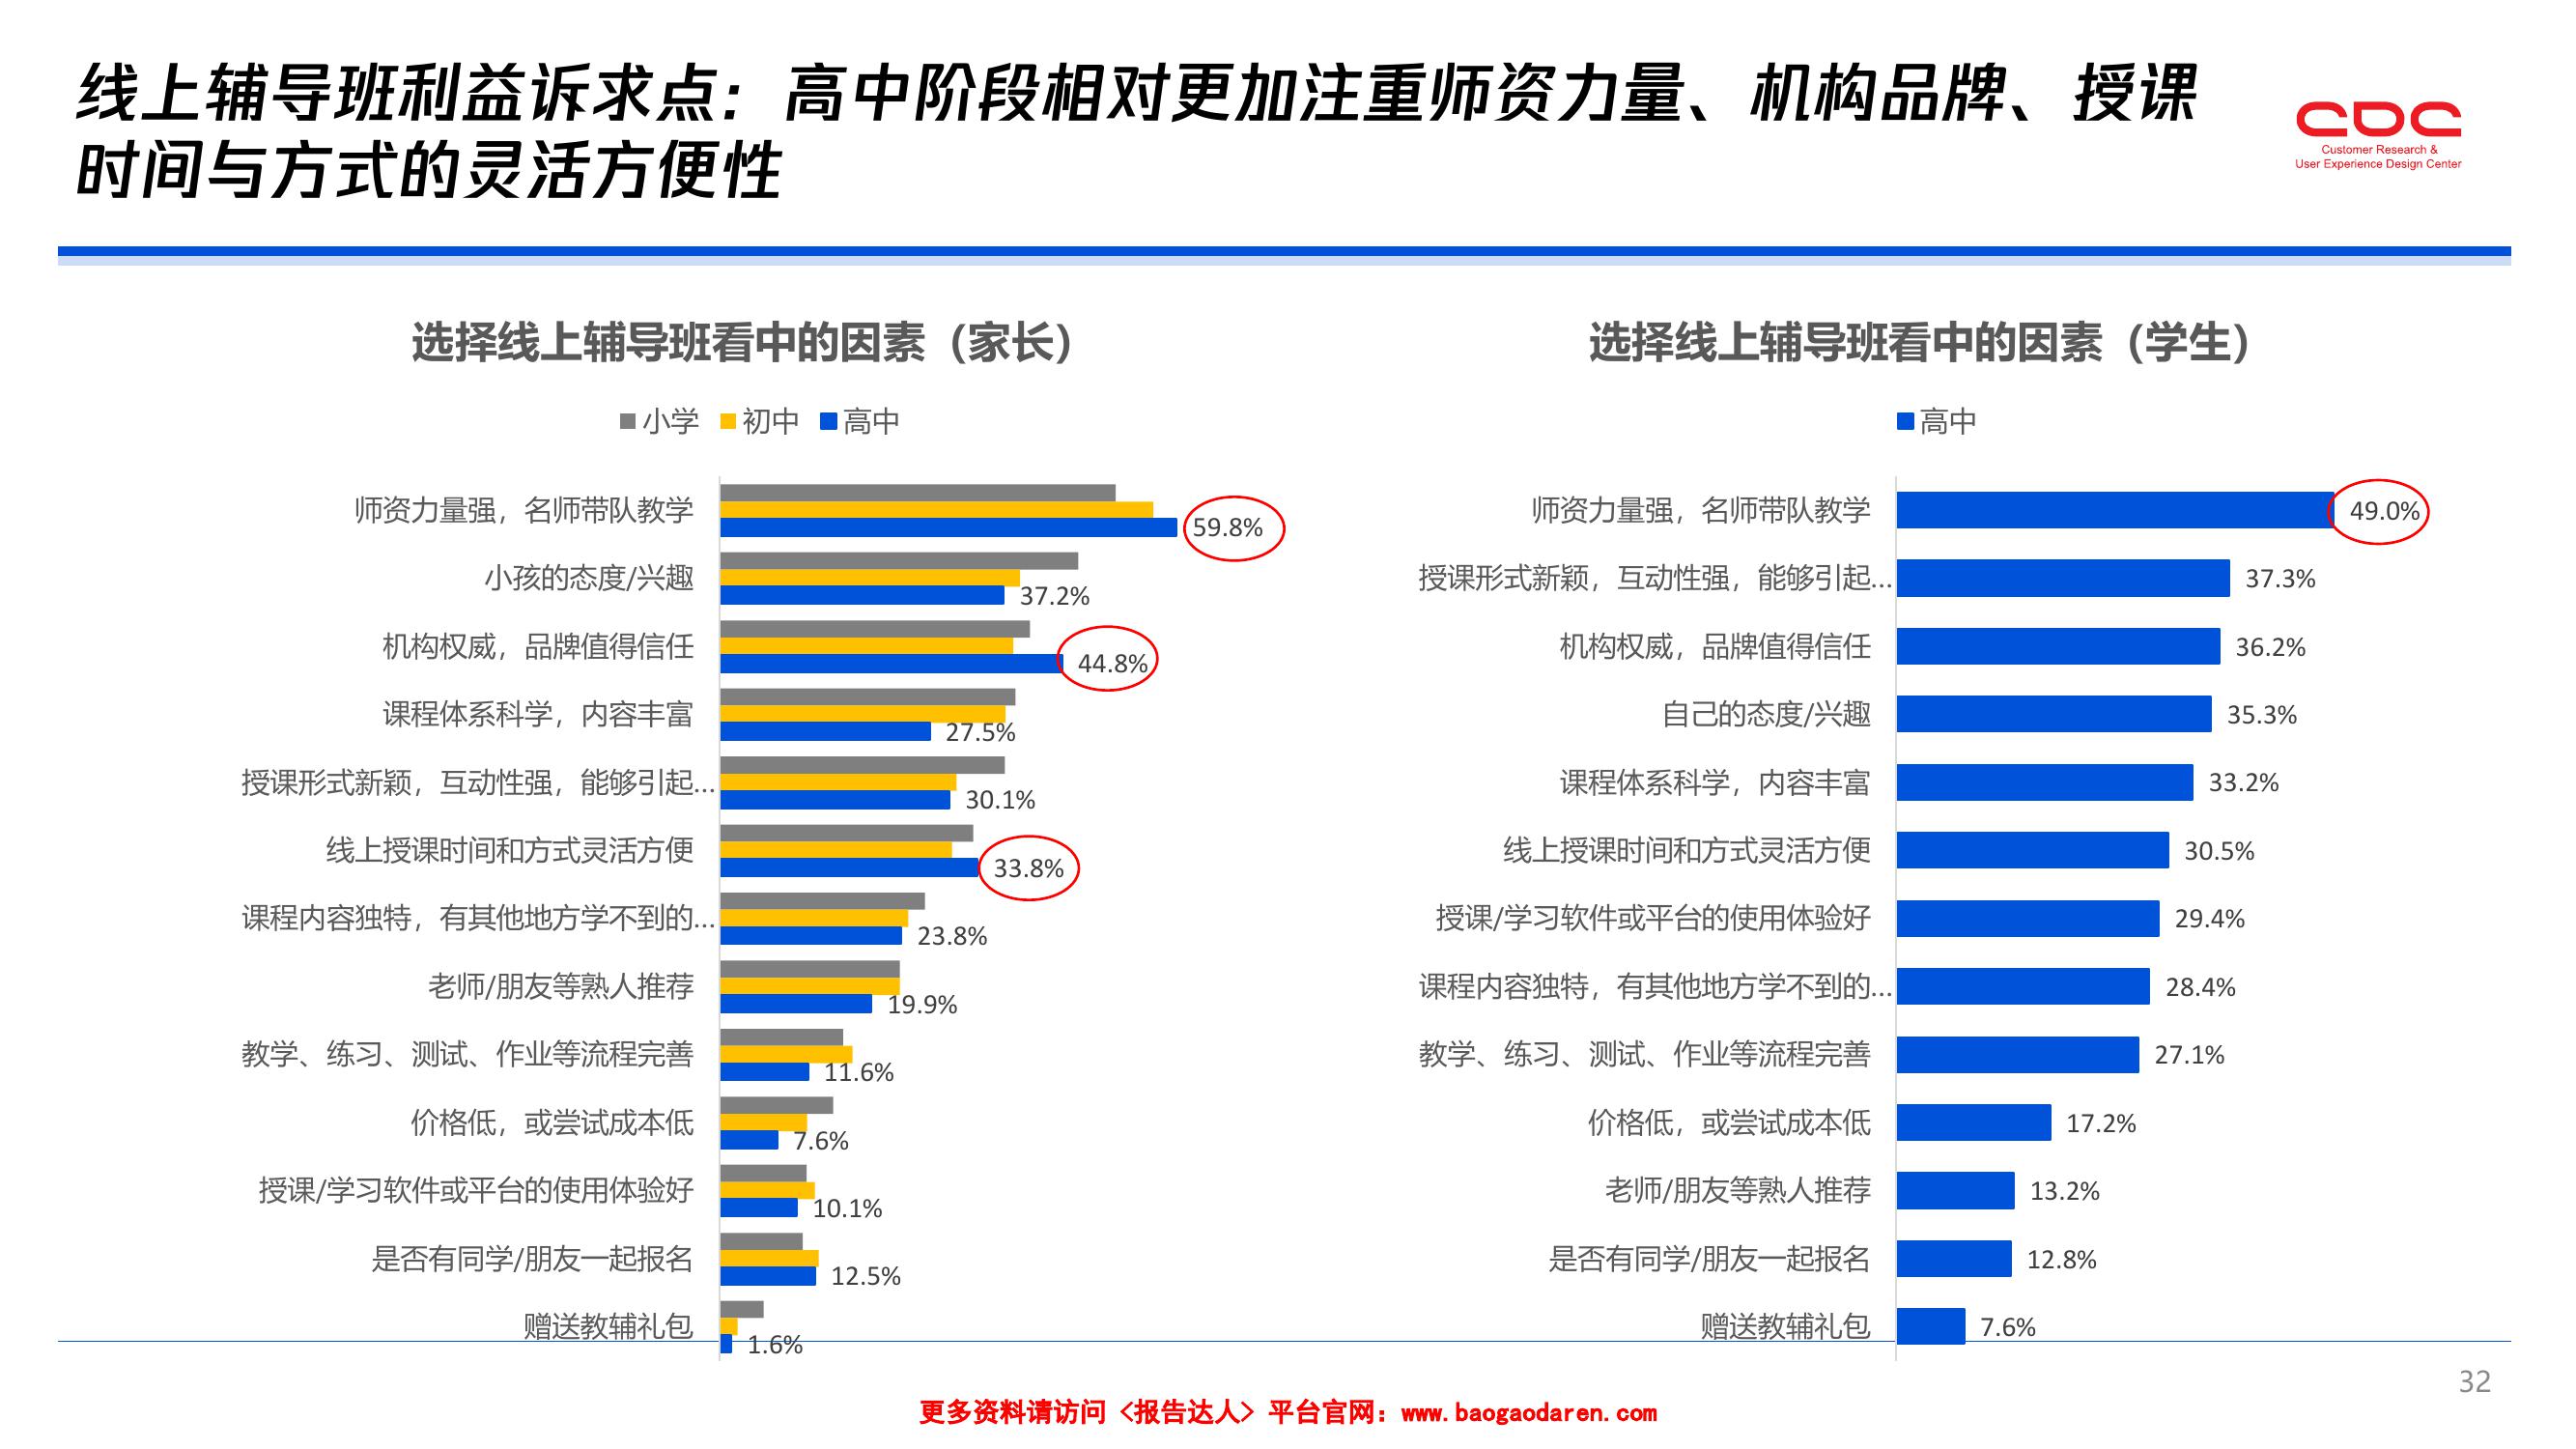 线上辅导班利益诉求点：高中阶段相对更加注重师资力量、机构品牌、授课
时间与方式的灵活方便性
CDC
Customer Research &
User Experience Design Center
选择线上辅导班看中的因素（家长）
小学 初中 高中
师资力量强，名师带队教学 59.8%
小孩的态度/兴趣 37.2%
机构权威，品牌值得信任 44.8%
课程体系科学，内容丰富 27.5%
授课形式新颖，互动性强，能够引起… 30.1%
线上授课时间和方式灵活方便 33.8%
课程内容独特，有其他地方学不到的… 23.8%
老师/朋友等熟人推荐 19.9%
教学、练习、测试、作业等流程完善 11.6%
价格低，或尝试成本低 7.6%
授课/学习软件或平台的使用体验好 10.1%
是否有同学/朋友一起报名 12.5%
赠送教辅礼包 1.6%
选择线上辅导班看中的因素（学生）
高中
师资力量强，名师带队教学 49.0%
授课形式新颖，互动性强，能够引起… 37.3%
机构权威，品牌值得信任 36.2%
自己的态度/兴趣 35.3%
课程体系科学，内容丰富 33.2%
线上授课时间和方式灵活方便 30.5%
授课/学习软件或平台的使用体验好 29.4%
课程内容独特，有其他地方学不到的… 28.4%
教学、练习、测试、作业等流程完善 27.1%
价格低，或尝试成本低 17.2%
老师/朋友等熟人推荐 13.2%
是否有同学/朋友一起报名 12.8%
赠送教辅礼包 7.6%
32
更多资料请访问《报告达人》平台官网：www.baogaodaren.com